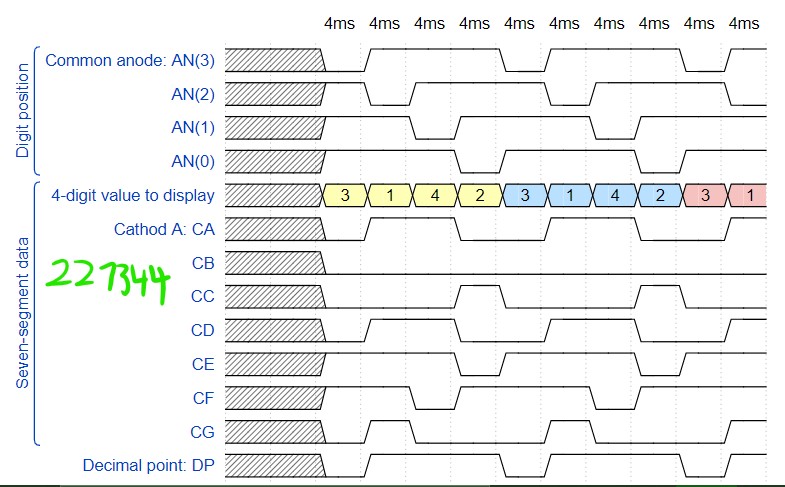 4ms 4ms 4ms 4ms 4ms 4ms 4ms 4ms 4ms 4ms
Digit position
Common anode: AN(3)
AN(2)
AN(1)
AN(0)
Seven-segment data
4-digit value to display 3 1 4 2 3 1 4 2 3 1
Cathod A: CA
CB
227344
CC
CD
CE
CF
CG
Decimal point: DP